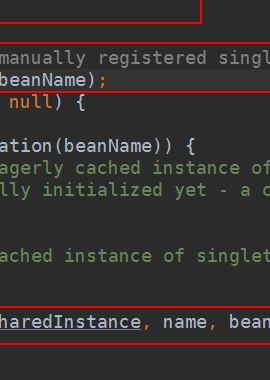 manually registered singl
beanName);
null) {
ation(beanName)) {
agerly cached instance of
lly initialized yet - a c
ached instance of singlet
haredInstance, name, bean